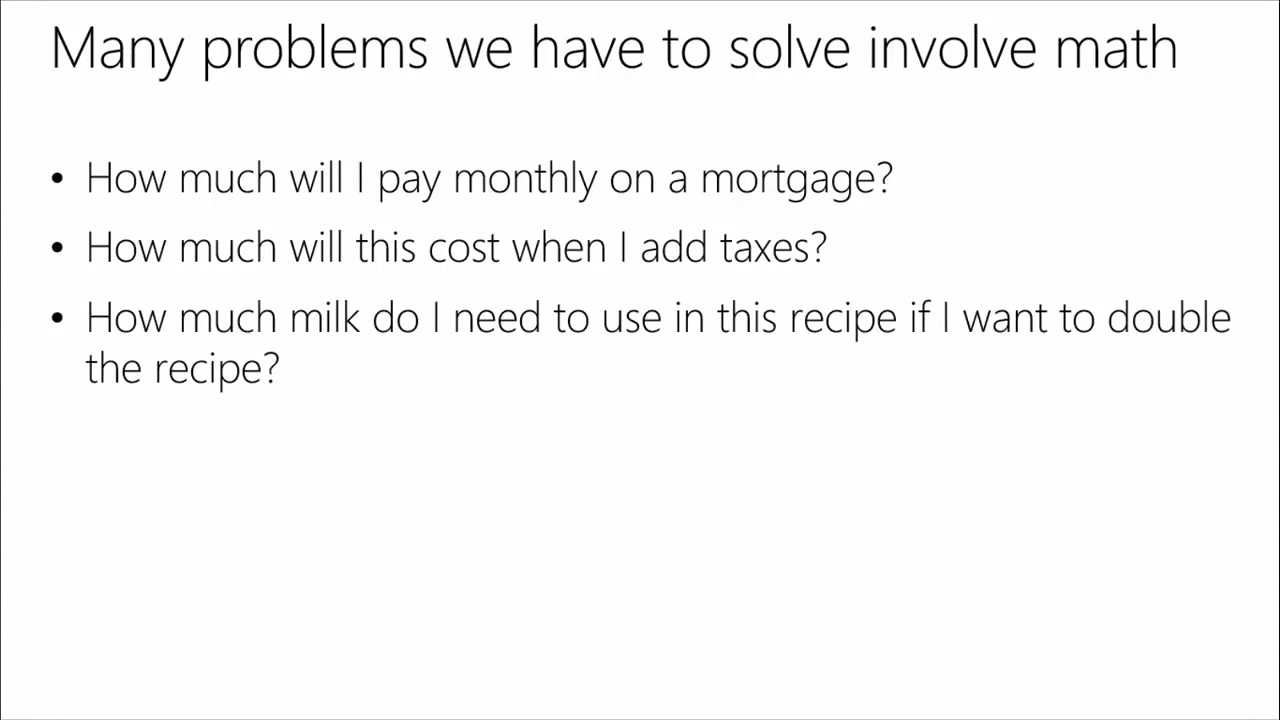 Many problems we have to solve involve math
• How much will I pay monthly on a mortgage?
• How much will this cost when I add taxes?
• How much milk do I need to use in this recipe if I want to double
the recipe?